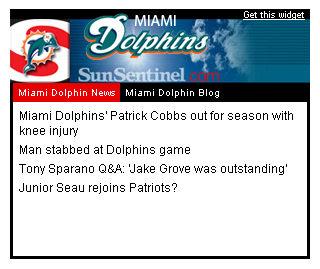 Get this widget
MIAMI
Dolphins
SunSentinel.com
Miami Dolphin News Miami Dolphin Blog
Miami Dolphins' Patrick Cobbs out for season with
knee injury
Man stabbed at Dolphins game
Tony Sparano Q&A: 'Jake Grove was outstanding'
Junior Seau rejoins Patriots?